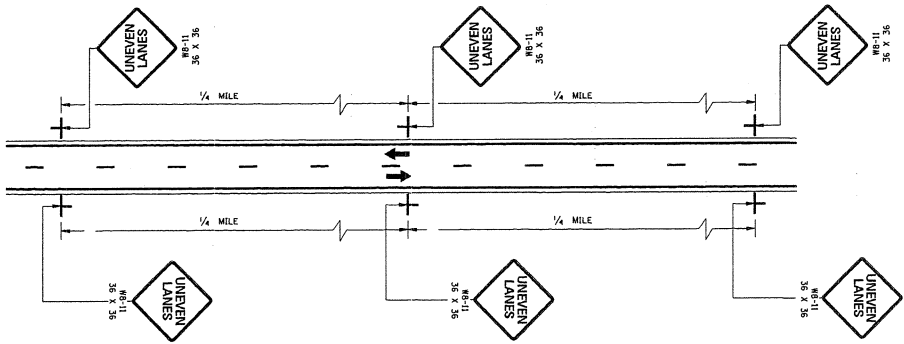 UNEVEN
LANES
W8-11
36 X 36
UNEVEN
LANES
W8-11
36 X 36
UNEVEN
LANES
W8-11
36 X 36
1/4 MILE
1/4 MILE
1/4 MILE
1/4 MILE
UNEVEN
LANES
W8-11
36 X 36
UNEVEN
LANES
W8-11
36 X 36
UNEVEN
LANES
W8-11
36 X 36